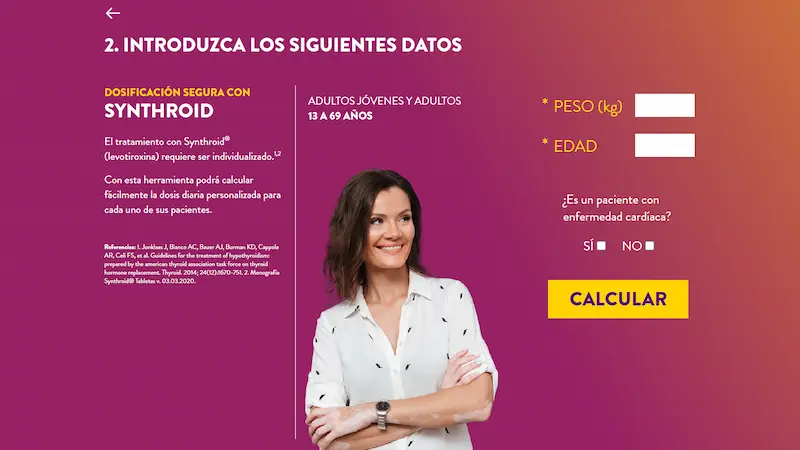 2. INTRODUZCA LOS SIGUIENTES DATOS
DOSIFICACIÓN SEGURA CON
SYNTHROID
El tratamiento con Synthroid®
(levotiroxina) requiere ser individualizado.1,2
Con esta herramienta podrá calcular
fácilmente la dosis diaria personalizada para
cada uno de sus pacientes.
Referencias: 1. Jonklaas J, Bianco AC, Bauer AJ, Burman KD, Cappola
AR, Celi FS, et al. Guidelines for the treatment of hypothyroidism:
prepared by the american thyroid association task force on thyroid
hormone replacement. Thyroid. 2014; 24(12):1670-751. 2. Monografía
Synthroid® Tabletas v. 03.03.2020.
ADULTOS JÓVENES Y ADULTOS
13 A 69 AÑOS
* PESO (kg)
* EDAD
¿Es un paciente con
enfermedad cardíaca?
SÍ NO
CALCULAR